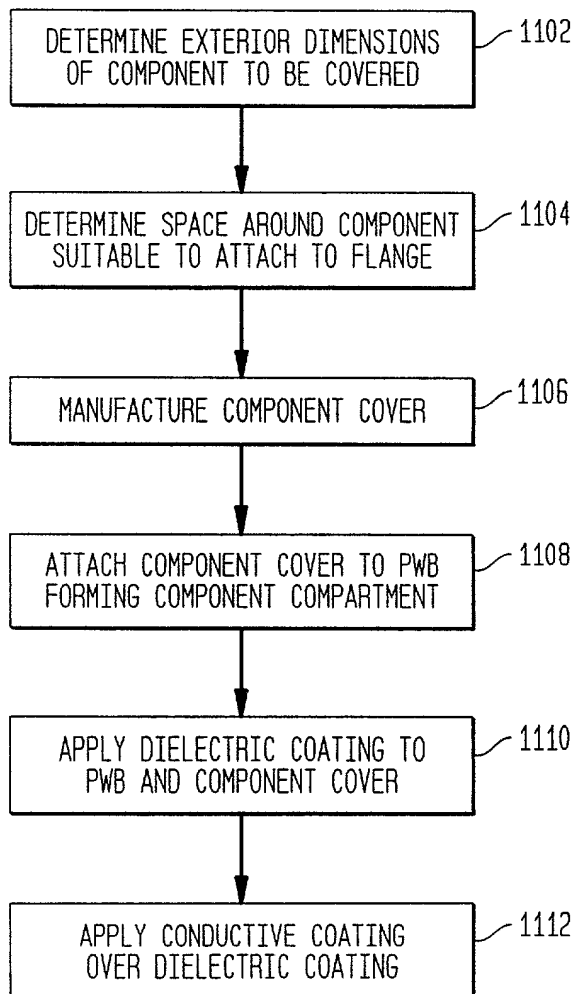 DETERMINE EXTERIOR DIMENSIONS
OF COMPONENT TO BE COVERED
1102
DETERMINE SPACE AROUND COMPONENT
SUITABLE TO ATTACH TO FLANGE
1104
MANUFACTURE COMPONENT COVER
1106
ATTACH COMPONENT COVER TO PWB
FORMING COMPONENT COMPARTMENT
1108
APPLY DIELECTRIC COATING TO
PWB AND COMPONENT COVER
1110
APPLY CONDUCTIVE COATING
OVER DIELECTRIC COATING
1112